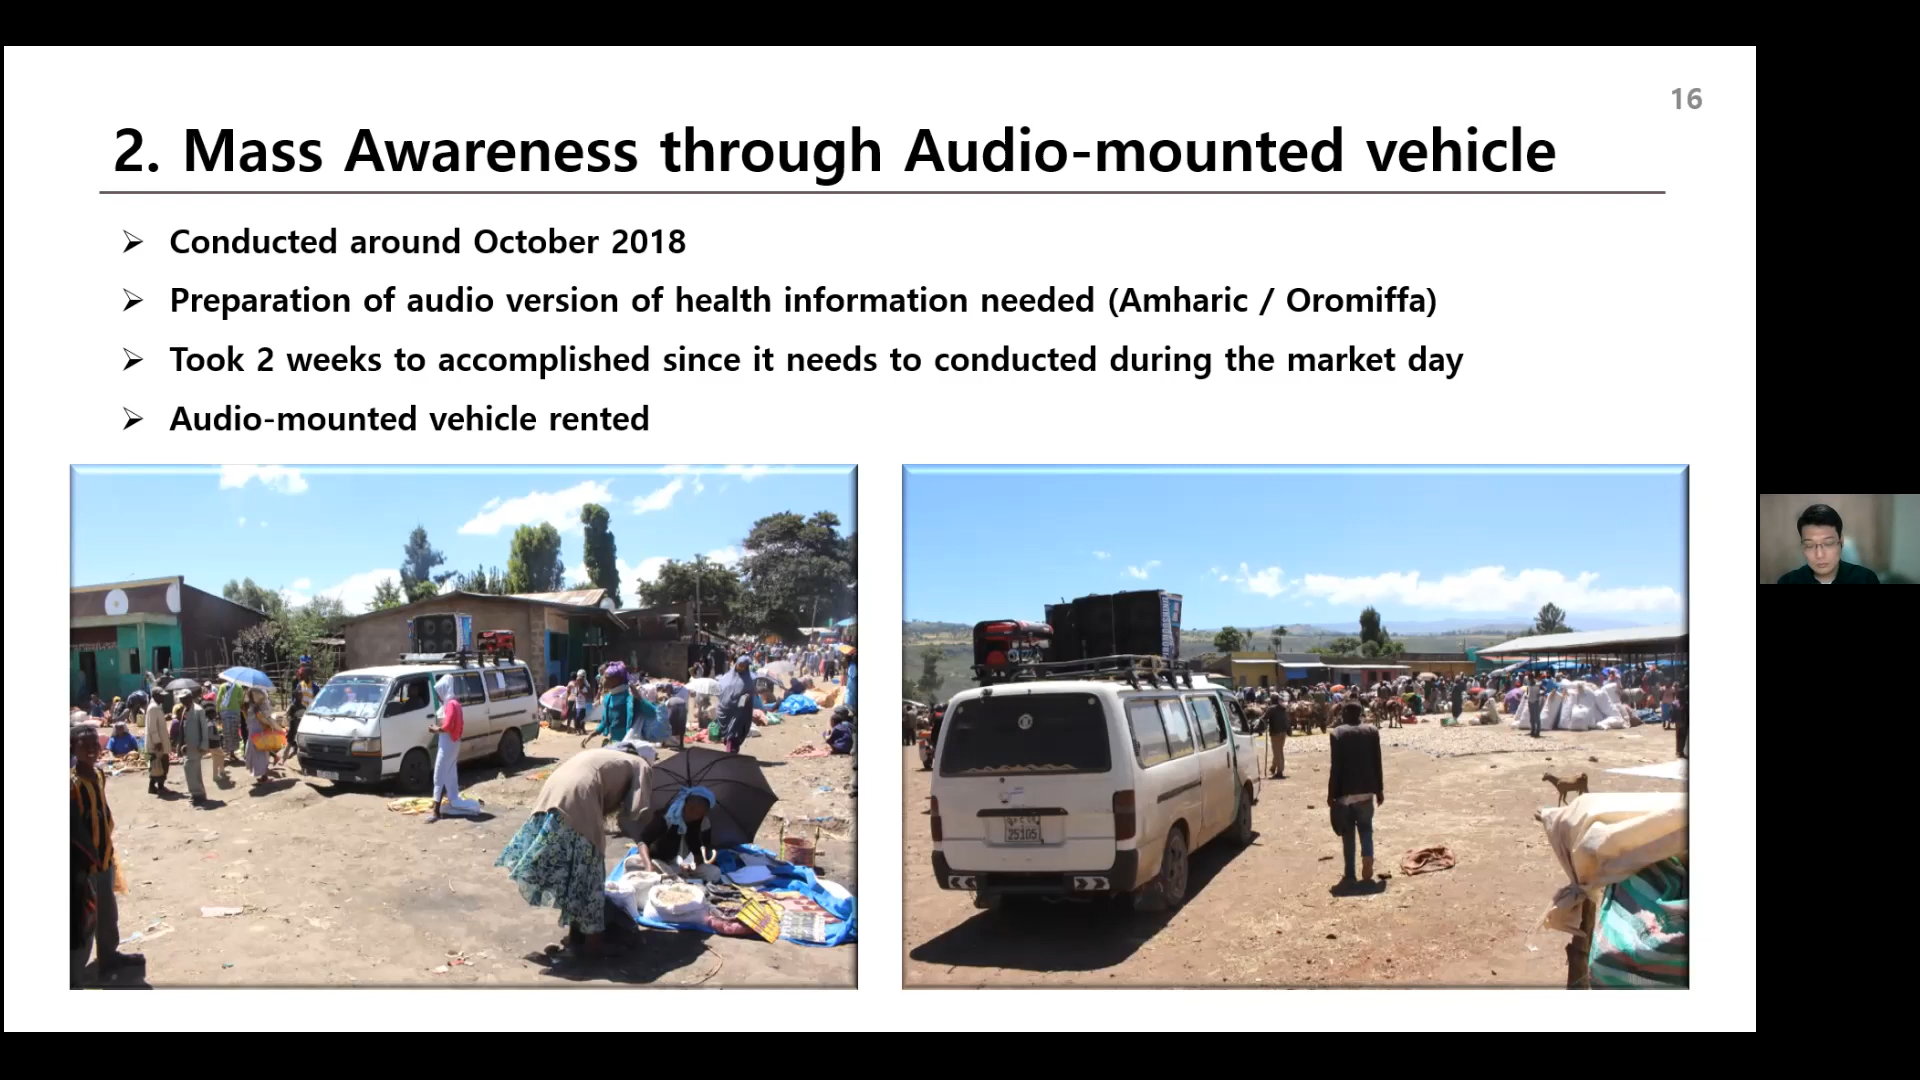 16
2. Mass Awareness through Audio-mounted vehicle
Conducted around October 2018
Preparation of audio version of health information needed (Amharic / Oromiffa)
Took 2 weeks to accomplished since it needs to conducted during the market day
Audio-mounted vehicle rented
25105